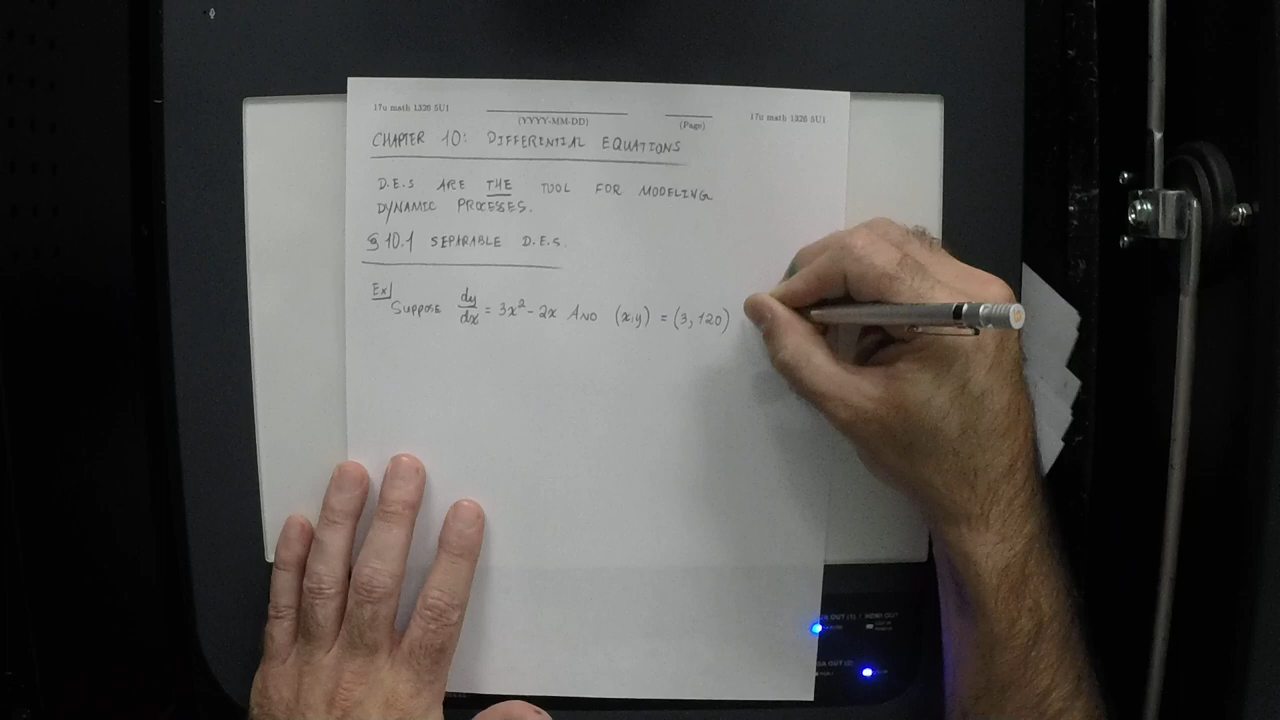 17u math 1326 5U1
(YYYY-MM-DD)
(Page)
17u math 1326 5U1
CHAPTER 10: DIFFERENTIAL EQUATIONS
D.E.S ARE THE TOOL FOR MODELING
DYNAMIC PROCESSES.
§ 10.1 SEPARABLE D.E.S.
Ex)
SUPPOSE dy/dx = 3x² - 2x AND (x,y) = (3, 120)